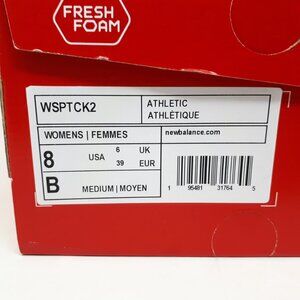 FRESH
FOAM
WSPTCK2
ATHLETIC
ATHLÉTIQUE
WOMENS | FEMMES
newbalance.com
8 USA 6 UK
39 EUR
B MEDIUM | MOYEN
1 95481 31764 5